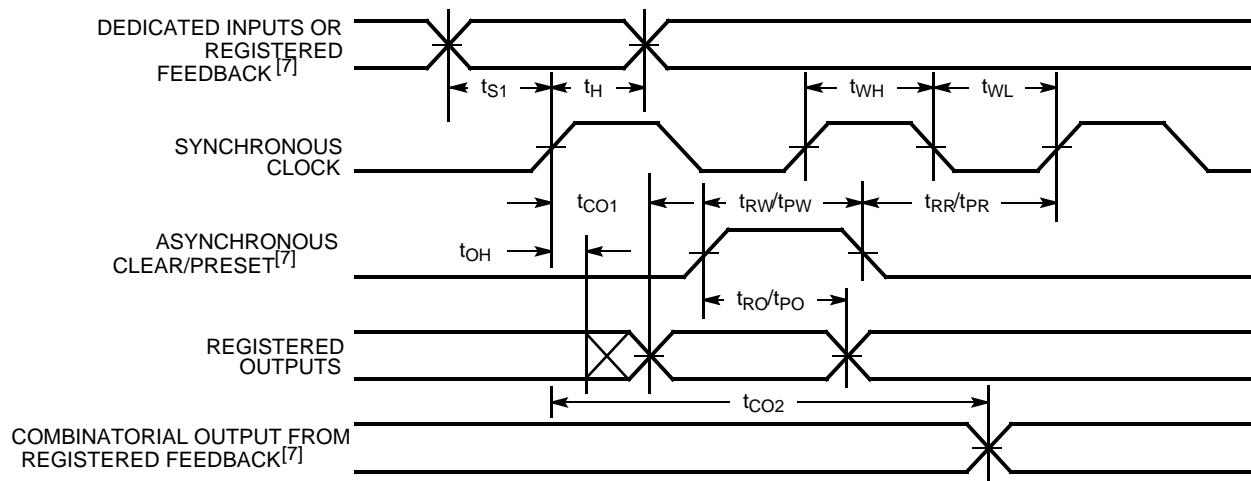 DEDICATED INPUTS OR
REGISTERED
FEEDBACK[7]
tS1
tH
tWH
tWL
SYNCHRONOUS
CLOCK
tCO1
tRW/tPW
tRR/tPR
ASYNCHRONOUS
CLEAR/PRESET[7]
tOH
tRO/tPO
REGISTERED
OUTPUTS
tCO2
COMBINATORIAL OUTPUT FROM
REGISTERED FEEDBACK[7]